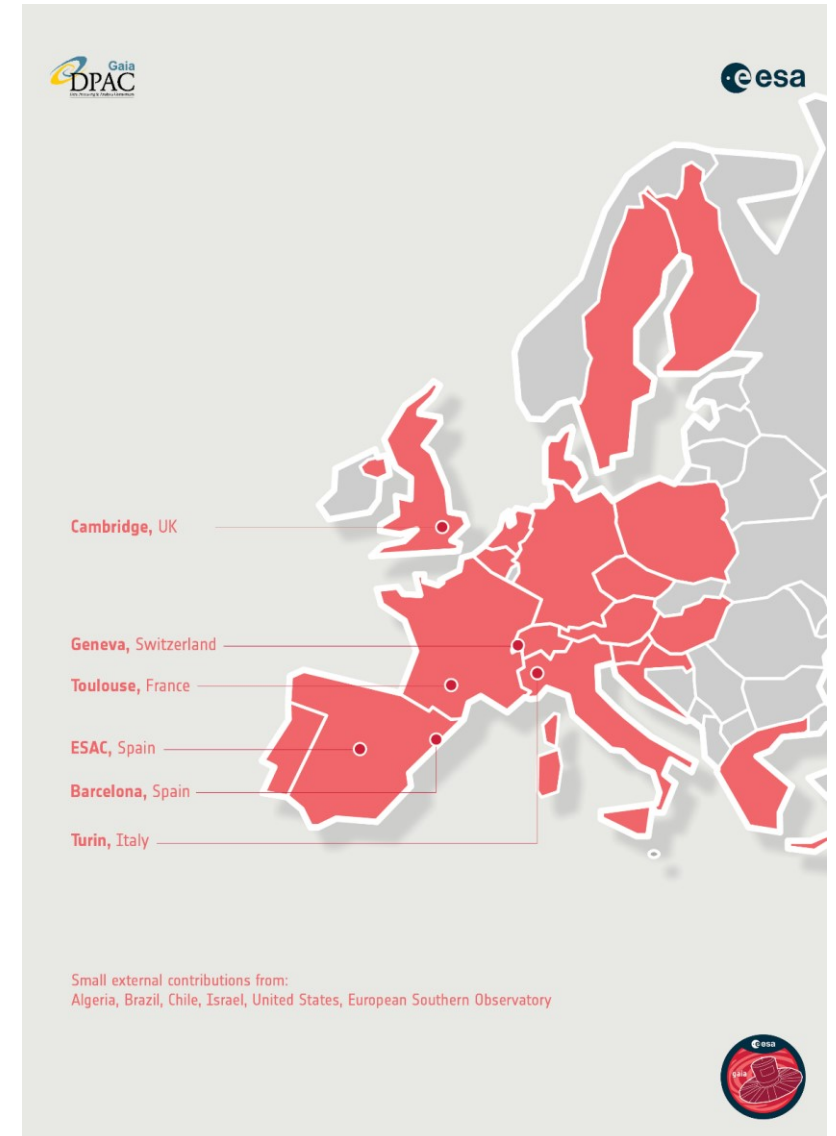 Gaia
DPAC
esa
Cambridge, UK
Geneva, Switzerland
Toulouse, France
ESAC, Spain
Barcelona, Spain
Turin, Italy
Small external contributions from:
Algeria, Brazil, Chile, Israel, United States, European Southern Observatory
esa
gaia